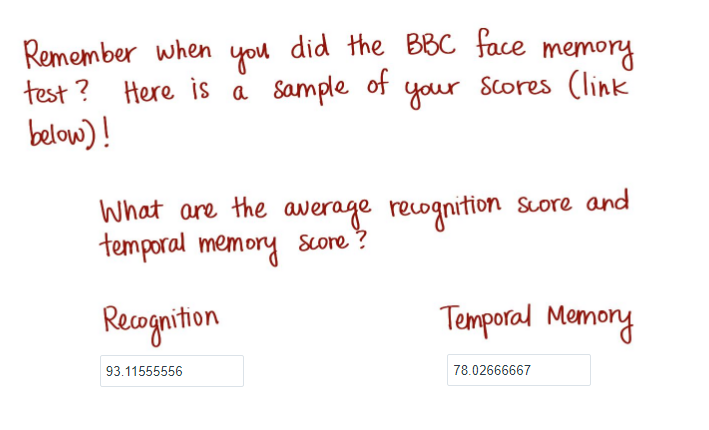 Remember when you did the BBC face memory
test? Here is a sample of your scores (link
below)!
What are the average recognition score and
temporal memory score?
Recognition Temporal Memory
93.11555556 78.02666667